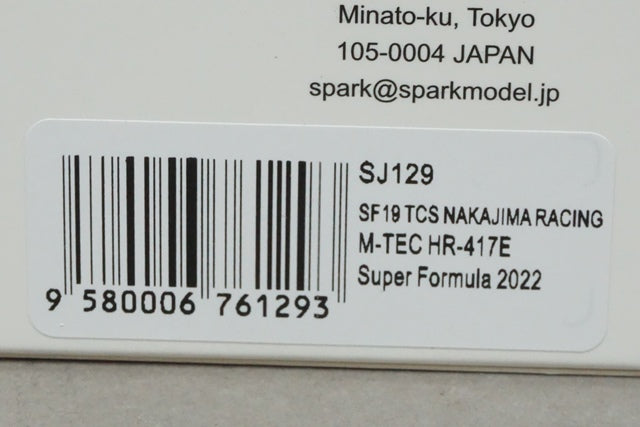 Minato-ku, Tokyo
105-0004 JAPAN
spark@sparkmodel.jp
SJ129
SF19 TCS NAKAJIMA RACING
M-TEC HR-417E
Super Formula 2022
9 580006 761293